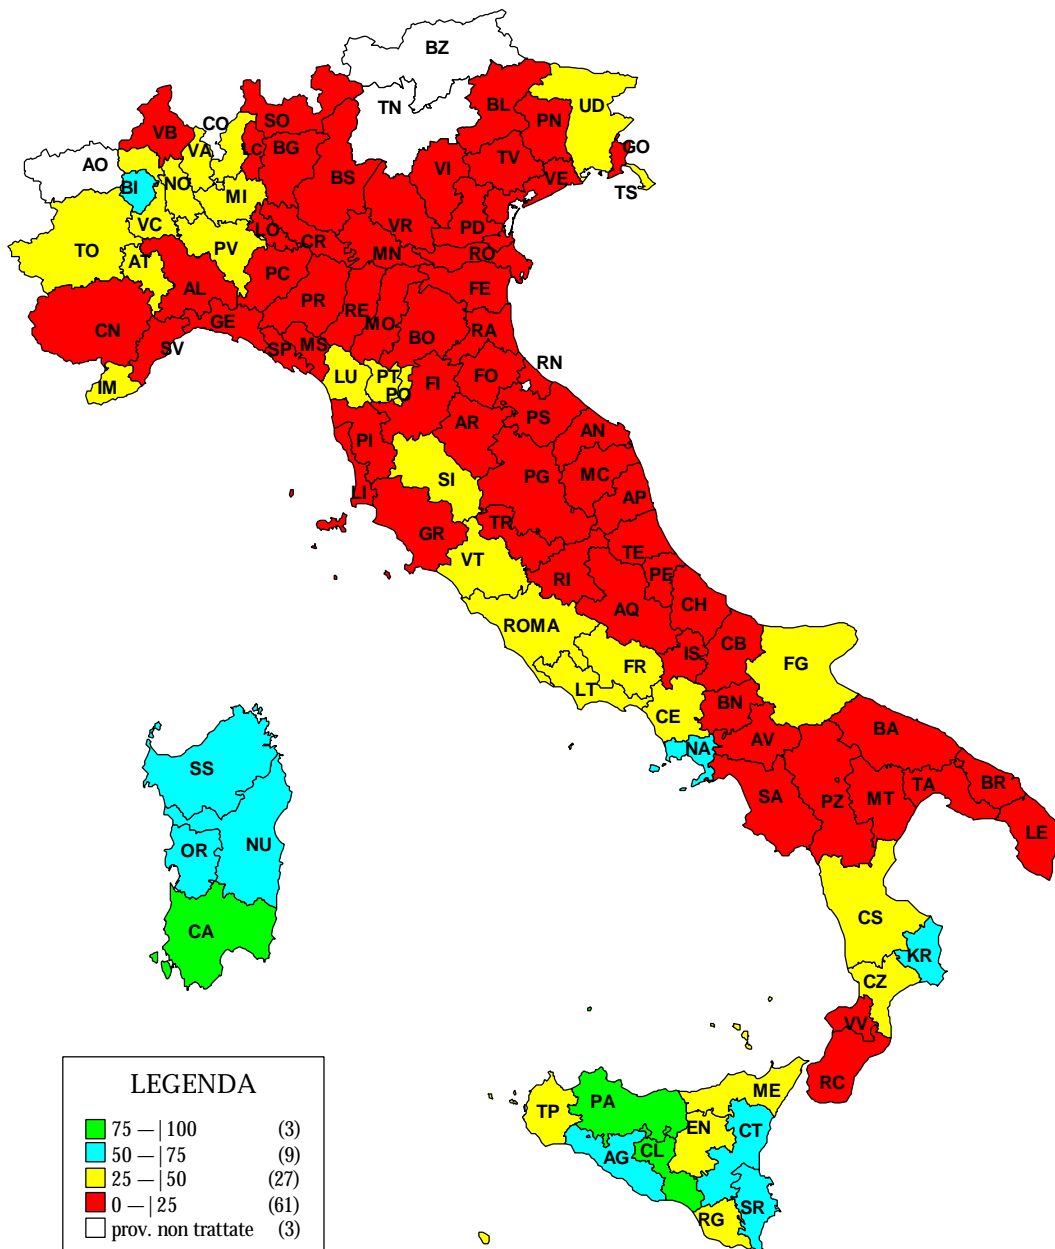 BZ
TN
BL
UD
PN
CO
SO
VB
VA
LC
BG
GO
AO
BI
NO
BS
VI
TV
VE
TS
MI
VC
LO
CR
VR
PD
TO
AT
PV
MN
RO
AL
PC
PR
RE
MO
FE
CN
GE
BO
RA
SV
SP
MS
RN
IM
LU
PT
PO
FI
FO
PI
AR
PS
AN
SI
PG
MC
LI
AP
GR
TR
VT
TE
RI
PE
AQ
CH
ROMA
CB
FR
IS
FG
LT
CE
BN
NA
AV
BA
SS
SA
PZ
MT
TA
BR
LE
OR
NU
CA
CS
KR
CZ
VV
RC
ME
TP
PA
EN
CT
AG
CL
RG
SR
LEGENDA
75 —| 100 (3)
50 —| 75 (9)
25 —| 50 (27)
0 —| 25 (61)
prov. non trattate (3)